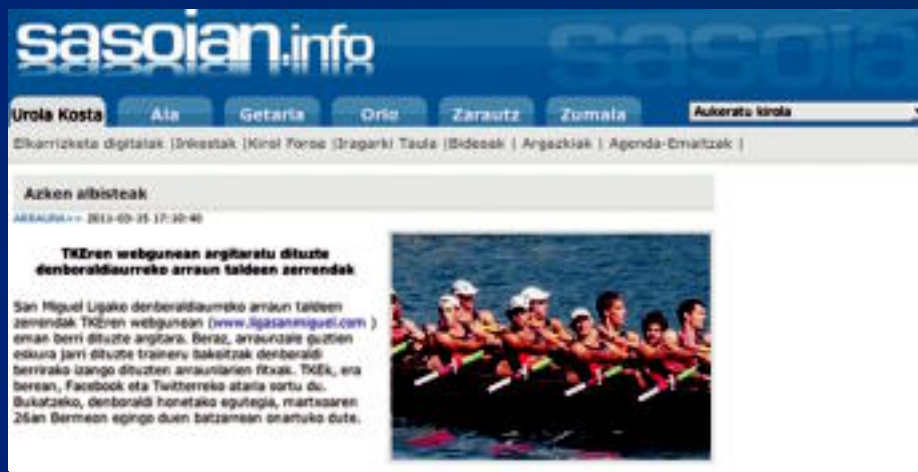 sasoian.info
sasoia
Urola Kosta Aia Getaria Orio Zarautz Zumaia Aukeratu kirola
Elkarrizketa digitalak |Inkestak |Kirol Foroa |Iragarki Taula |Bideoak | Argazkiak | Agenda-Emaitzak |
Azken albisteak
ARRAUNA>> 2011-03-15 17:10:40
TKEren webgunean argitaratu dituzte
denboraldiaurreko arraun taldeen zerrendak
San Miguel Ligako denboraldiaurreko arraun taldeen
zerrendak TKEren webgunean (www.ligasanmiguel.com )
eman berri dituzte argitara. Beraz, arraunzale guztien
eskura jarri dituzte traineru bakoitzak denboraldi
berrirako izango dituzten arraunlarien fitxak. TKEk, era
berean, Facebook eta Twitterreko ataria sortu du.
Bukatzeko, denboraldi honetako egutegia, martxoaren
26an Bermeon egingo duen batzarrean onartuko dute.